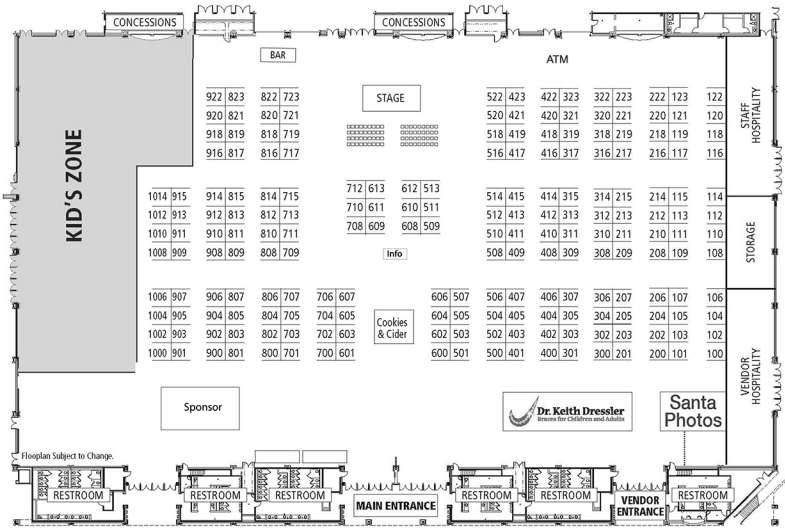 CONCESSIONS
CONCESSIONS
BAR
ATM
STAGE
KID'S ZONE
STAFF
HOSPITALITY
922 823 822 723 522 423 422 323 322 223 222 123 122
920 821 820 721 520 421 420 321 320 221 220 121 120
918 819 818 719 518 419 418 319 318 219 218 119 118
916 817 816 717 516 417 416 317 316 217 216 117 116
712 613 612 513
710 611 610 511
708 609 608 509
1014 915 914 815 814 715 514 415 414 315 314 215 214 115 114
1012 913 912 813 812 713 512 413 412 313 312 213 212 113 112
1010 911 910 811 810 711 510 411 410 311 310 211 210 111 110
1008 909 908 809 808 709 508 409 408 309 308 209 208 109 108
STORAGE
Info
1006 907 906 807 806 707 706 607 606 507 506 407 406 307 306 207 206 107 106
1004 905 904 805 804 705 704 605 604 505 504 405 404 305 304 205 204 105 104
1002 903 902 803 802 703 702 603 602 503 502 403 402 303 302 203 202 103 102
1000 901 900 801 800 701 700 601 600 501 500 401 400 301 300 201 200 101 100
Cookies
& Cider
VENDOR
HOSPITALITY
Sponsor
Dr. Keith Dressler
Braces for Children and Adults
Santa
Photos
Flooplan Subject to Change.
RESTROOM
RESTROOM
RESTROOM
MAIN ENTRANCE
RESTROOM
RESTROOM
VENDOR
ENTRANCE
RESTROOM